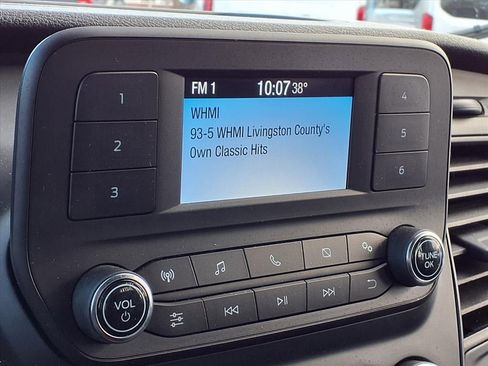 FM 1 10:07 38°
WHMI
93-5 WHMI Livingston County's
Own Classic Hits
1
2
3
4
5
6
VOL
TUNE
OK